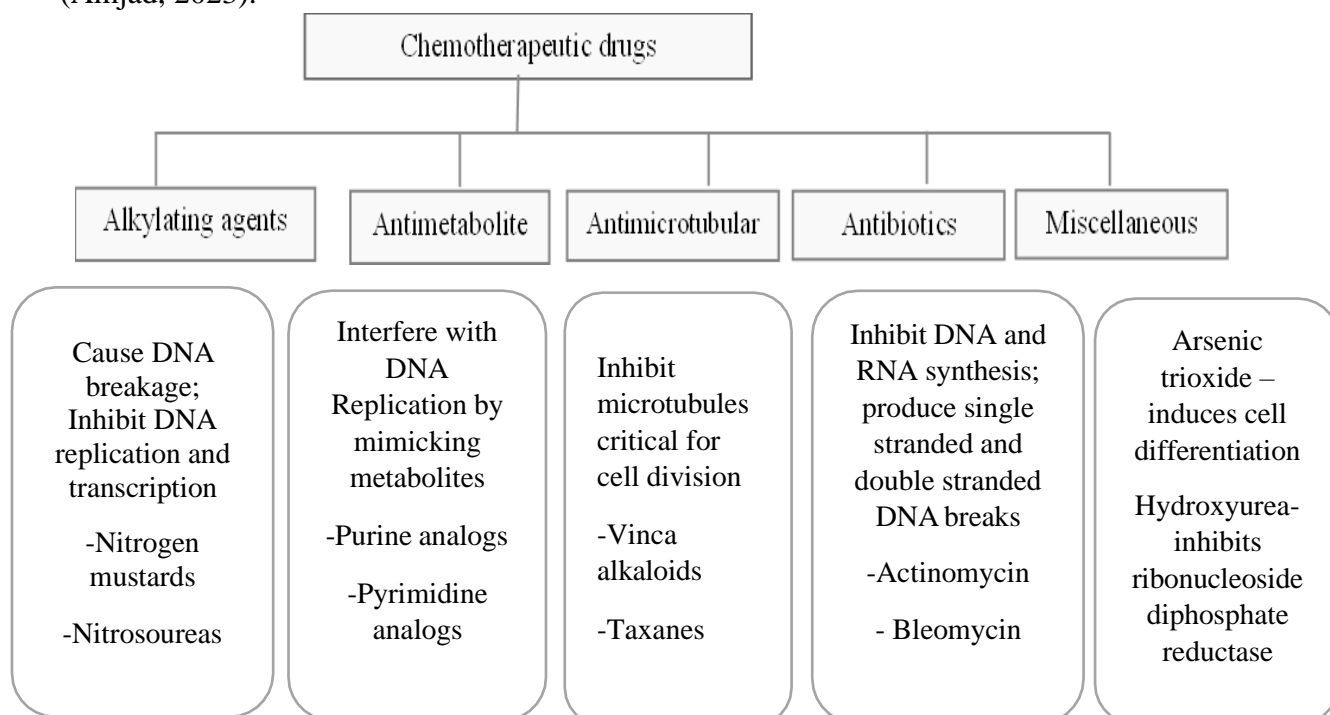 (Amjad, 2023).
Chemotherapeutic drugs
Alkylating agents
Antimetabolite
Antimicrotubular
Antibiotics
Miscellaneous
Cause DNA
breakage;
Inhibit DNA
replication and
transcription
-Nitrogen
mustards
-Nitrosoureas
Interfere with
DNA
Replication by
mimicking
metabolites
-Purine analogs
-Pyrimidine
analogs
Inhibit
microtubules
critical for
cell division
-Vinca
alkaloids
-Taxanes
Inhibit DNA and
RNA synthesis;
produce single
stranded and
double stranded
DNA breaks
-Actinomycin
- Bleomycin
Arsenic
trioxide –
induces cell
differentiation
Hydroxyurea-
inhibits
ribonucleoside
diphosphate
reductase